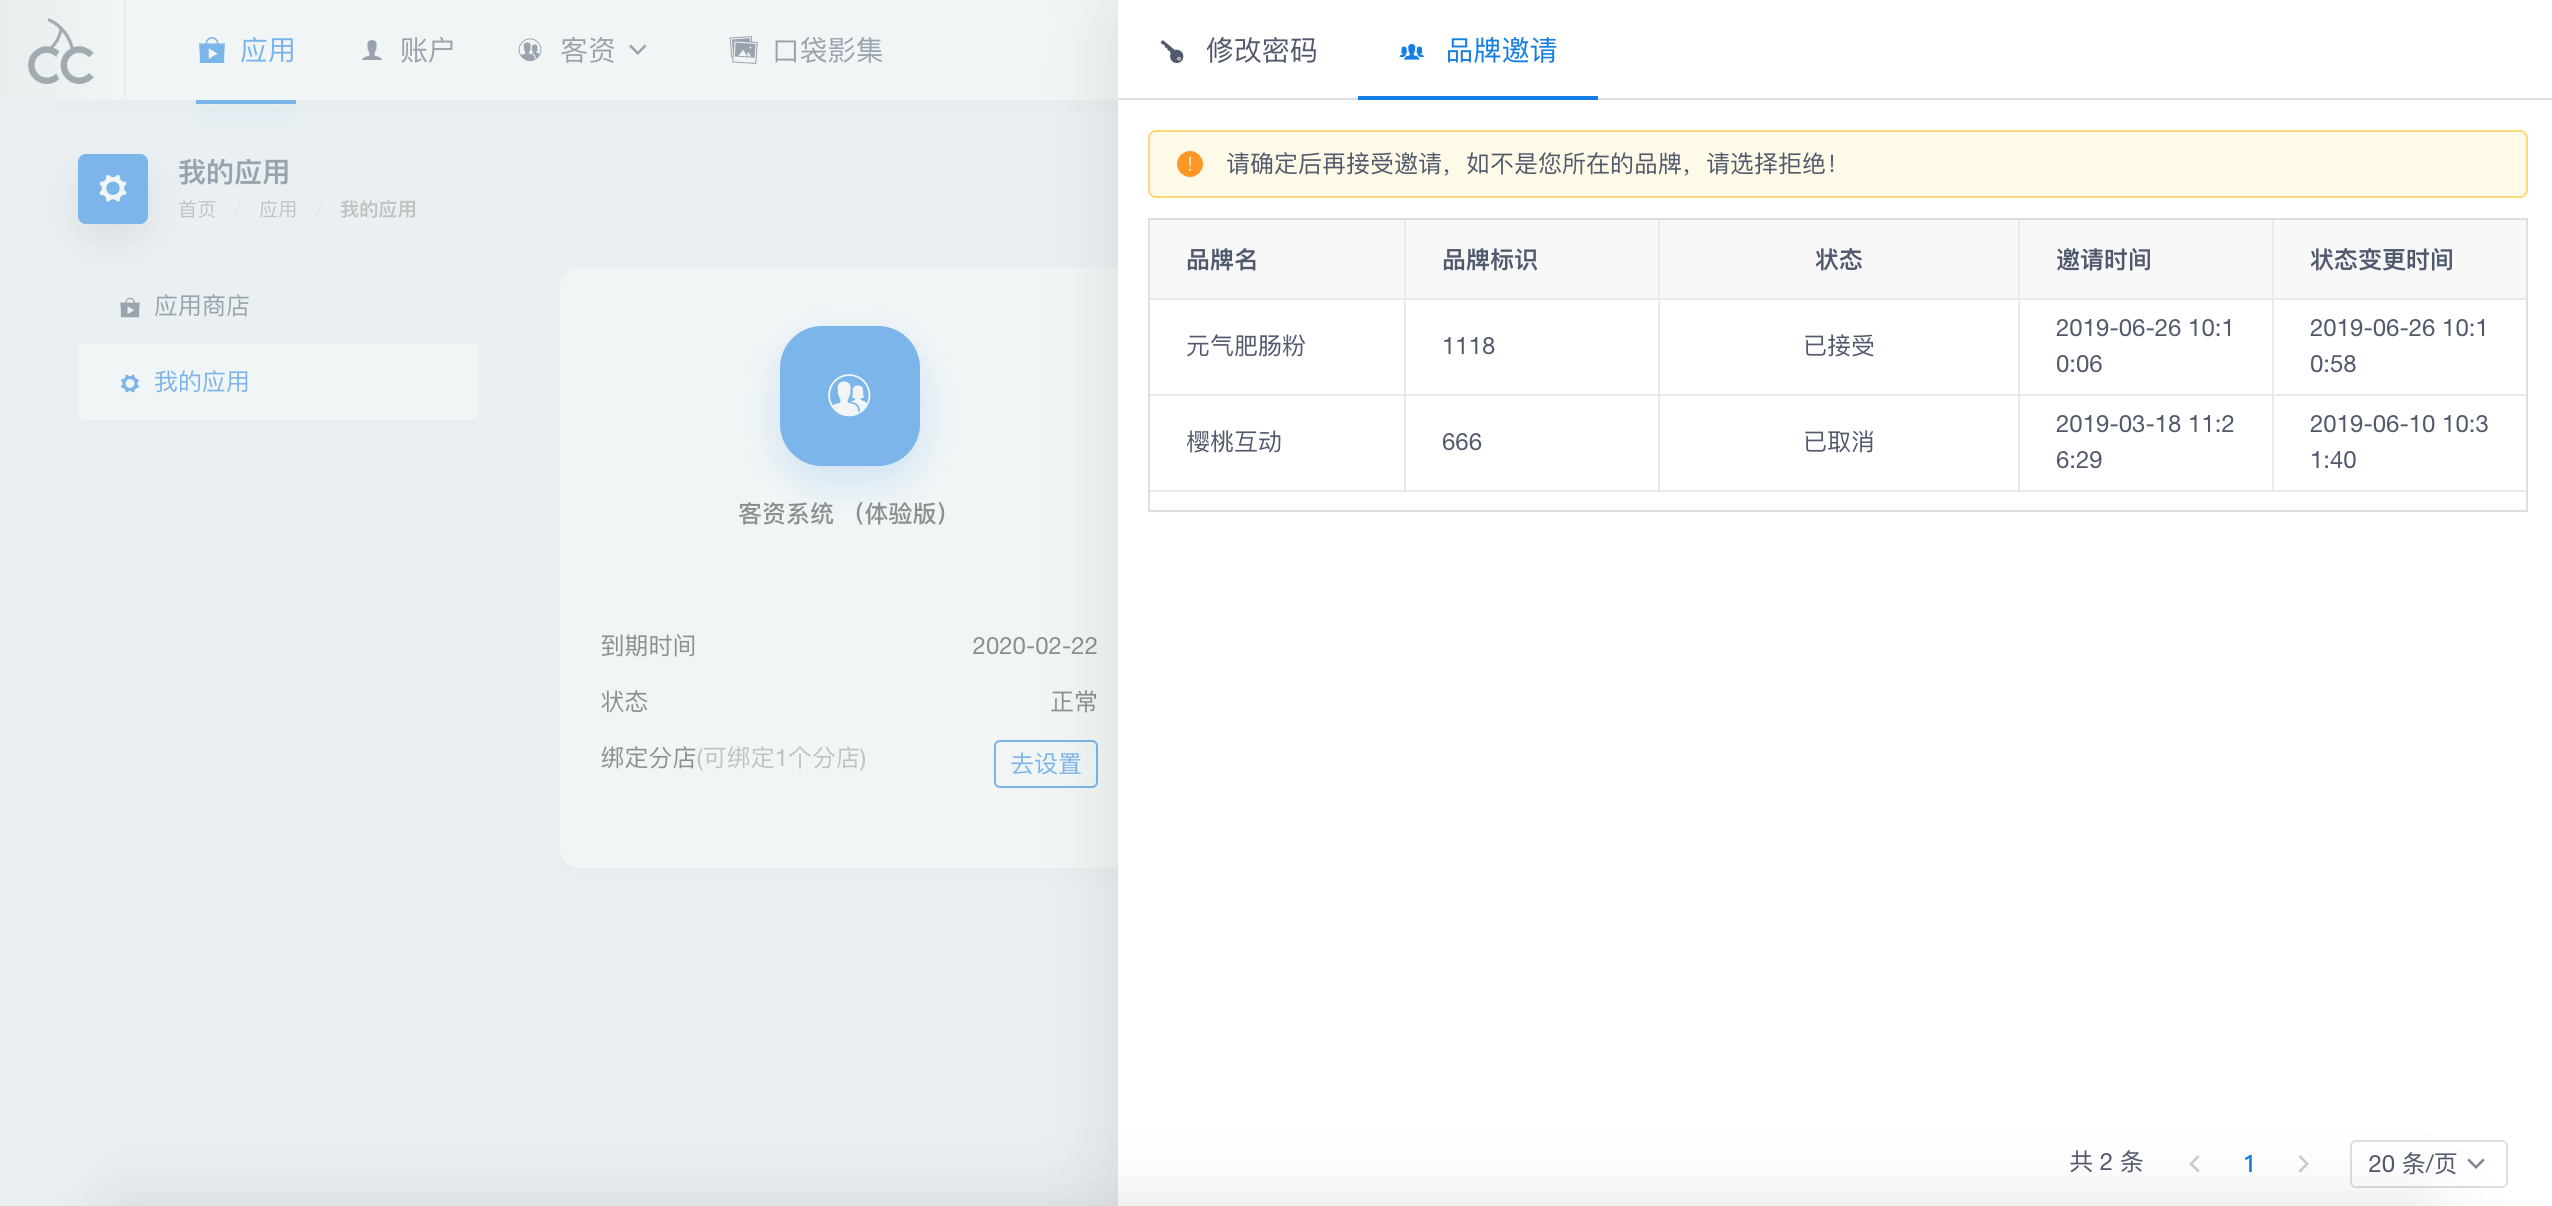 CC
应用
账户
客资
口袋影集
修改密码
品牌邀请
我的应用
首页 / 应用 / 我的应用
应用商店
我的应用
客资系统 （体验版）
到期时间 2020-02-22
状态 正常
绑定分店(可绑定1个分店) 去设置
请确定后再接受邀请，如不是您所在的品牌，请选择拒绝！
品牌名 品牌标识 状态 邀请时间 状态变更时间
元气肥肠粉 1118 已接受 2019-06-26 10:1 2019-06-26 10:1
0:06 0:58
樱桃互动 666 已取消 2019-03-18 11:2 2019-06-10 10:3
6:29 1:40
共 2 条 1 20 条/页